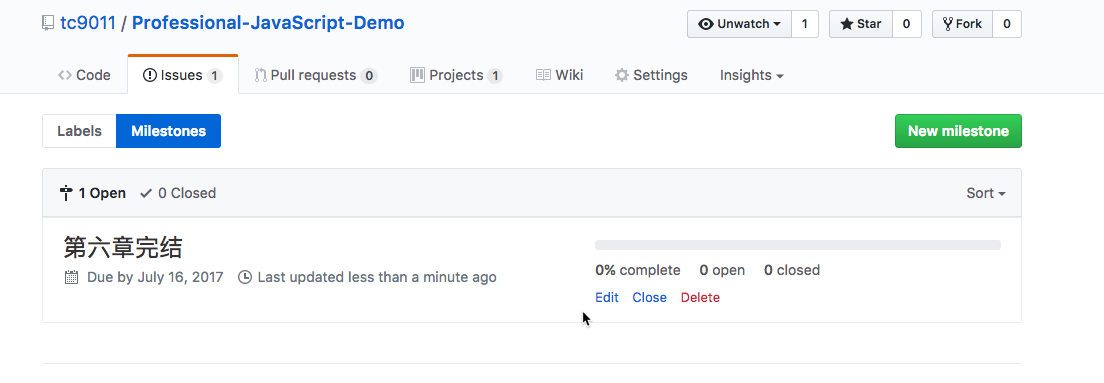 tc9011 / Professional-JavaScript-Demo Unwatch 1 Star 0 Fork 0
Code Issues 1 Pull requests 0 Projects 1 Wiki Settings Insights
Labels Milestones New milestone
1 Open 0 Closed Sort
第六章完结
Due by July 16, 2017 Last updated less than a minute ago
0% complete 0 open 0 closed
Edit Close Delete